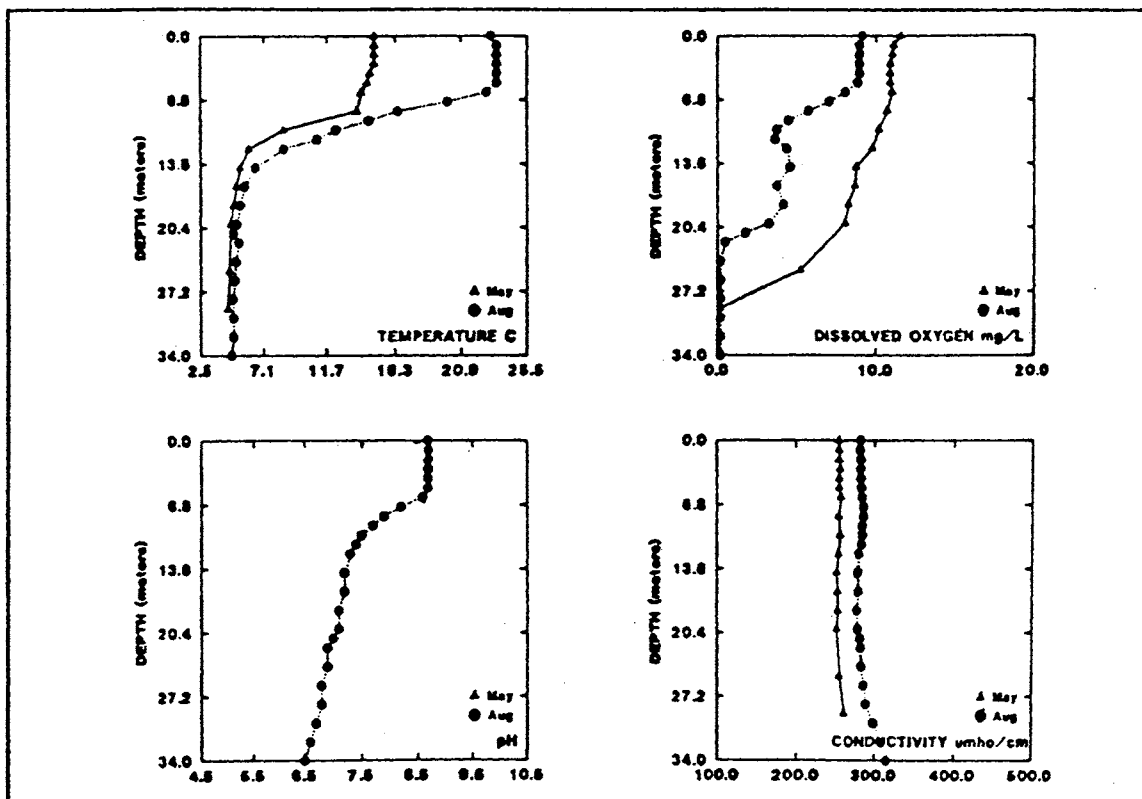 0.0
6.8
13.6
20.4
27.2
34.0
DEPTH (meters)
May
Aug
TEMPERATURE C
2.5 7.1 11.7 16.3 20.9 25.5
0.0
6.8
13.6
20.4
27.2
34.0
DEPTH (meters)
May
Aug
DISSOLVED OXYGEN mg/L
0.0 10.0 20.0
0.0
6.8
13.6
20.4
27.2
34.0
DEPTH (meters)
May
Aug
pH
4.5 5.5 6.5 7.5 8.5 9.5 10.5
0.0
6.8
13.6
20.4
27.2
34.0
DEPTH (meters)
May
Aug
CONDUCTIVITY umho/cm
100.0 200.0 300.0 400.0 500.0